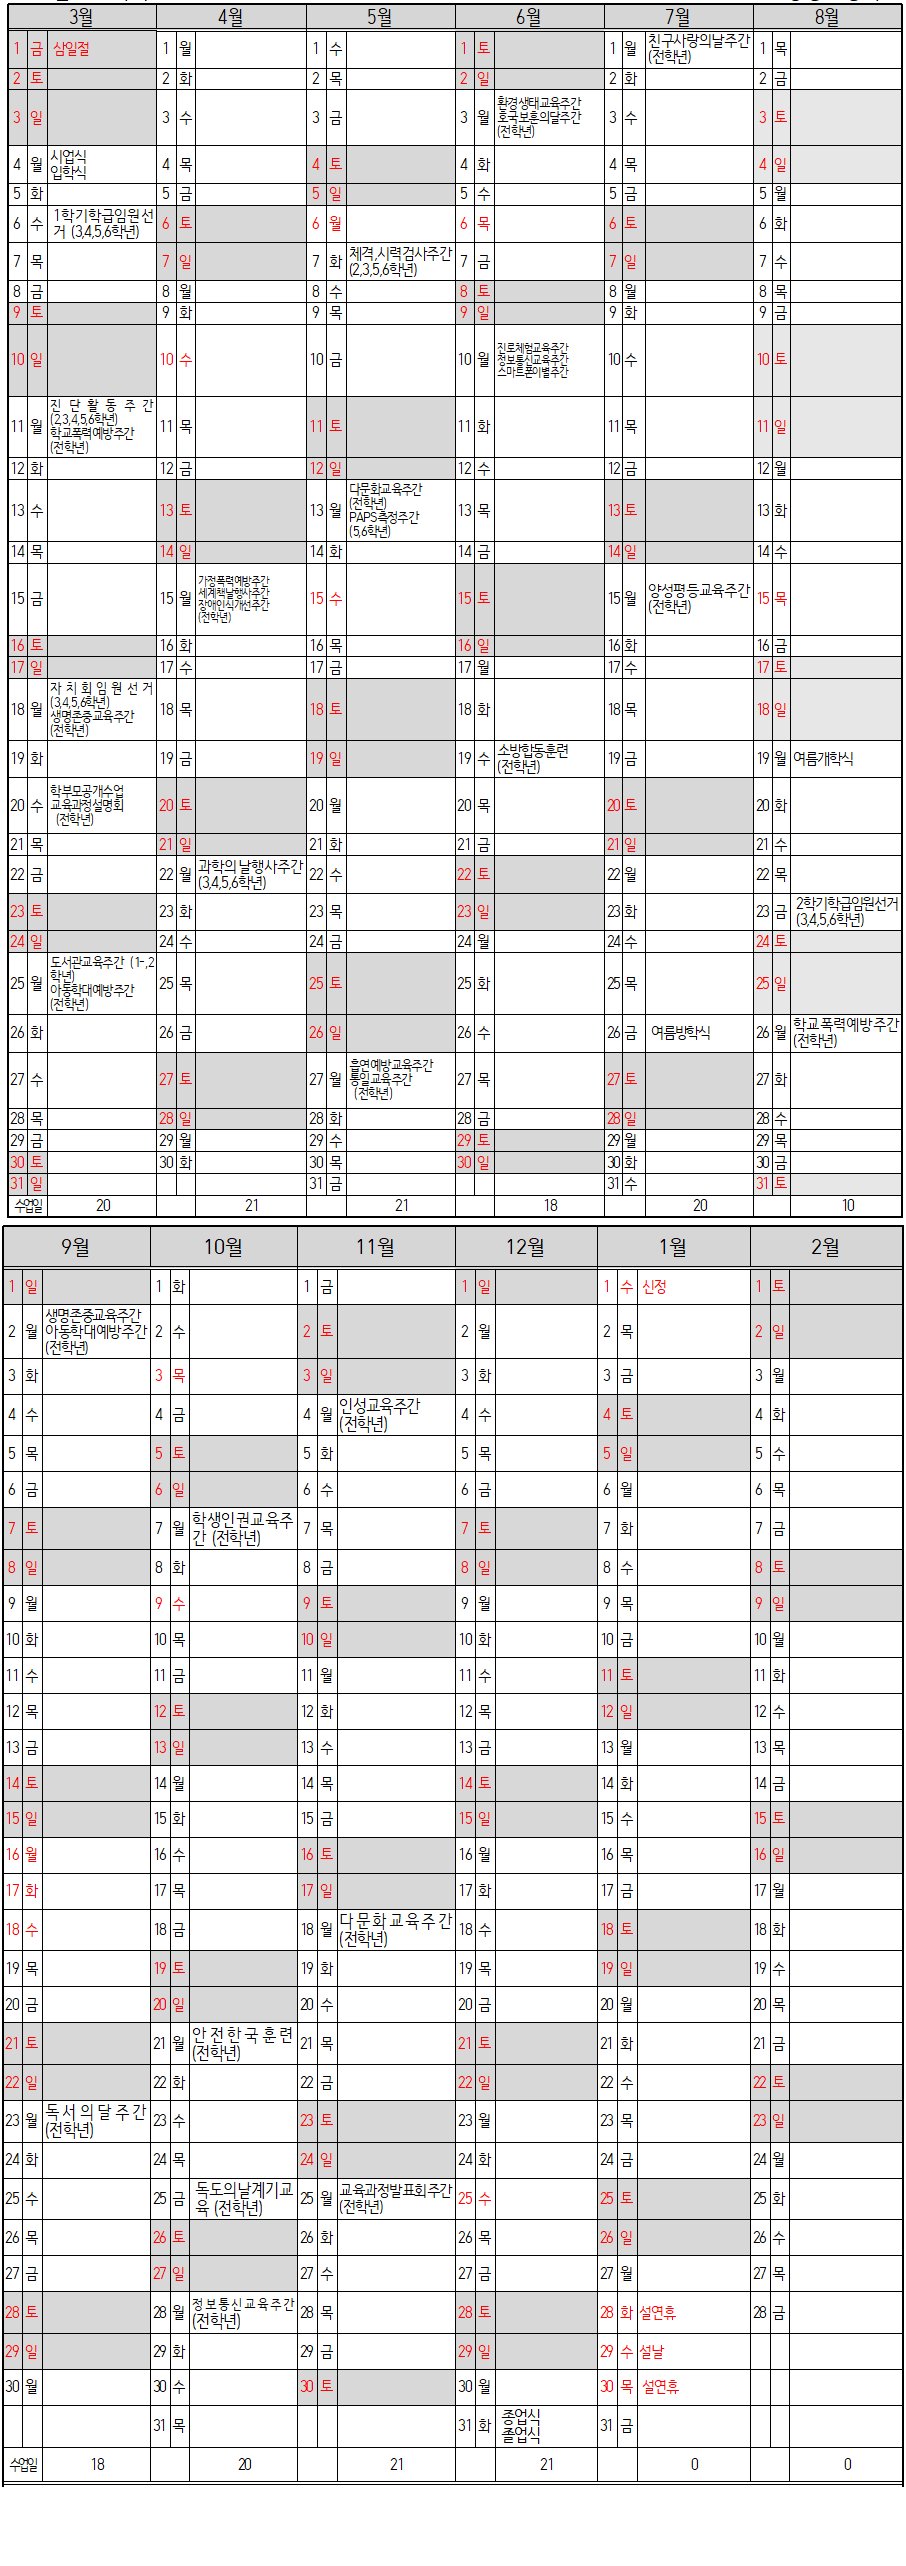 3월 4월 5월 6월 7월 8월
1 금 삼일절 1 월 1 수 1 토 1 월 친구사랑의날주간 (전학년) 1 목
2 토 2 화 2 목 2 일 2 화 2 금
3 일 3 수 3 금 3 월 환경생태교육주간 호국보훈의달주간 (전학년) 3 수 3 토
4 월 시업식 입학식 4 목 4 토 4 화 4 목 4 일
5 화 5 금 5 일 5 수 5 금 5 월
6 수 1학기학급임원선거 (3,4,5,6학년) 6 토 6 월 6 목 6 토 6 화
7 목 7 일 7 화 체격,시력검사주간 (2,3,5,6학년) 7 금 7 일 7 수
8 금 8 월 8 수 8 토 8 월 8 목
9 토 9 화 9 목 9 일 9 화 9 금
10 일 10 수 10 금 10 월 진로체험교육주간 정보통신교육주간 스마트폰이별주간 10 수 10 토
11 월 진단활동주간 (2,3,4,5,6학년) 학교폭력예방주간 (전학년) 11 목 11 토 11 화 11 목 11 일
12 화 12 금 12 일 12 수 12 금 12 월
13 수 13 토 13 월 다문화교육주간 (전학년) PAPS측정주간 (5,6학년) 13 목 13 토 13 화
14 목 14 일 14 화 14 금 14 일 14 수
15 금 15 월 가정폭력예방주간 세계책날행사주간 장애인식개선주간 (전학년) 15 수 15 토 15 월 양성평등교육주간 (전학년) 15 목
16 토 16 화 16 목 16 일 16 화 16 금
17 일 17 수 17 금 17 월 17 수 17 토
18 월 자치회임원선거 (3,4,5,6학년) 생명존중교육주간 (전학년) 18 목 18 토 18 화 18 목 18 일
19 화 19 금 19 일 19 수 소방합동훈련 (전학년) 19 금 19 월 여름개학식
20 수 학부모공개수업 교육과정설명회 (전학년) 20 토 20 월 20 목 20 토 20 화
21 목 21 일 21 화 21 금 21 일 21 수
22 금 22 월 과학의날행사주간 (3,4,5,6학년) 22 수 22 토 22 월 22 목
23 토 23 화 23 목 23 일 23 화 23 금 2학기학급임원선거 (3,4,5,6학년)
24 일 24 수 24 금 24 월 24 수 24 토
25 월 도서관교육주간 (1-,2학년) 아동학대예방주간 (전학년) 25 목 25 토 25 화 25 목 25 일
26 화 26 금 26 일 26 수 26 금 여름방학식 26 월 학교폭력예방주간 (전학년)
27 수 27 토 27 월 흡연예방교육주간 통일교육주간 (전학년) 27 목 27 토 27 화
28 목 28 일 28 화 28 금 28 일 28 수
29 금 29 월 29 수 29 토 29 월 29 목
30 토 30 화 30 목 30 일 30 화 30 금
31 일 31 금 31 수 31 토
수업일 20 21 21 18 20 10
9월 10월 11월 12월 1월 2월
1 일 1 화 1 금 1 일 1 수 신정 1 토
2 월 생명존중교육주간 아동학대예방주간 (전학년) 2 수 2 토 2 월 2 목 2 일
3 화 3 목 3 일 3 화 3 금 3 월
4 수 4 금 4 월 인성교육주간 (전학년) 4 수 4 토 4 화
5 목 5 토 5 화 5 목 5 일 5 수
6 금 6 일 6 수 6 금 6 월 6 목
7 토 7 월 학생인권교육주간 (전학년) 7 목 7 토 7 화 7 금
8 일 8 화 8 금 8 일 8 수 8 토
9 월 9 수 9 토 9 월 9 목 9 일
10 화 10 목 10 일 10 화 10 금 10 월
11 수 11 금 11 월 11 수 11 토 11 화
12 목 12 토 12 화 12 목 12 일 12 수
13 금 13 일 13 수 13 금 13 월 13 목
14 토 14 월 14 목 14 토 14 화 14 금
15 일 15 화 15 금 15 일 15 수 15 토
16 월 16 수 16 토 16 월 16 목 16 일
17 화 17 목 17 일 17 화 17 금 17 월
18 수 18 금 18 월 다문화교육주간 (전학년) 18 수 18 토 18 화
19 목 19 토 19 화 19 목 19 일 19 수
20 금 20 일 20 수 20 금 20 월 20 목
21 토 21 월 안전한국훈련 (전학년) 21 목 21 토 21 화 21 금
22 일 22 화 22 금 22 일 22 수 22 토
23 월 독서의달주간 (전학년) 23 수 23 토 23 월 23 목 23 일
24 화 24 목 24 일 24 화 24 금 24 월
25 수 25 금 독도의날계기교육 (전학년) 25 월 교육과정발표회주간 (전학년) 25 수 25 토 25 화
26 목 26 토 26 화 26 목 26 일 26 수
27 금 27 일 27 수 27 금 27 월 27 목
28 토 28 월 정보통신교육주간 (전학년) 28 목 28 토 28 화 설연휴 28 금
29 일 29 화 29 금 29 일 29 수 설날
30 월 30 수 30 토 30 월 30 목 설연휴
31 목 31 화 종업식 졸업식 31 금
수업일 18 20 21 21 0 0